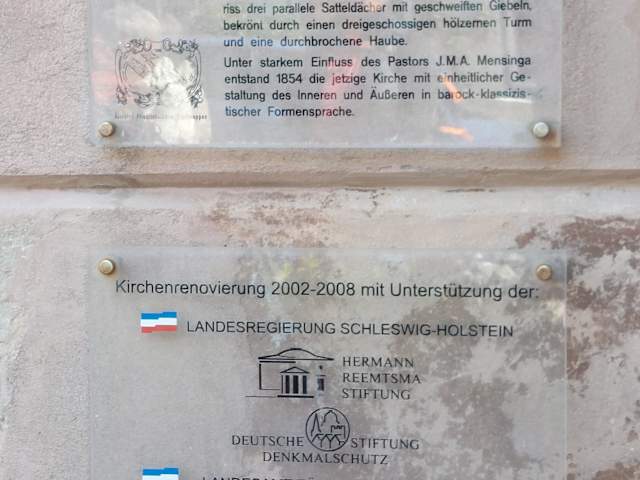 riss drei parallele Satteldächer mit geschweiften Giebeln,
bekrönt durch einen dreigeschossigen hölzernen Turm
und eine durchbrochene Haube.
Unter starkem Einfluss des Pastors J.M.A. Mensinga
entstand 1854 die jetzige Kirche mit einheitlicher Ge-
staltung des Inneren und Äußeren in barock-klassizis-
tischer Formensprache.
Kirchenrenovierung 2002-2008 mit Unterstützung der:
LANDESREGIERUNG SCHLESWIG-HOLSTEIN
HERMANN
REEMTSMA
STIFTUNG
DEUTSCHE STIFTUNG
DENKMALSCHUTZ